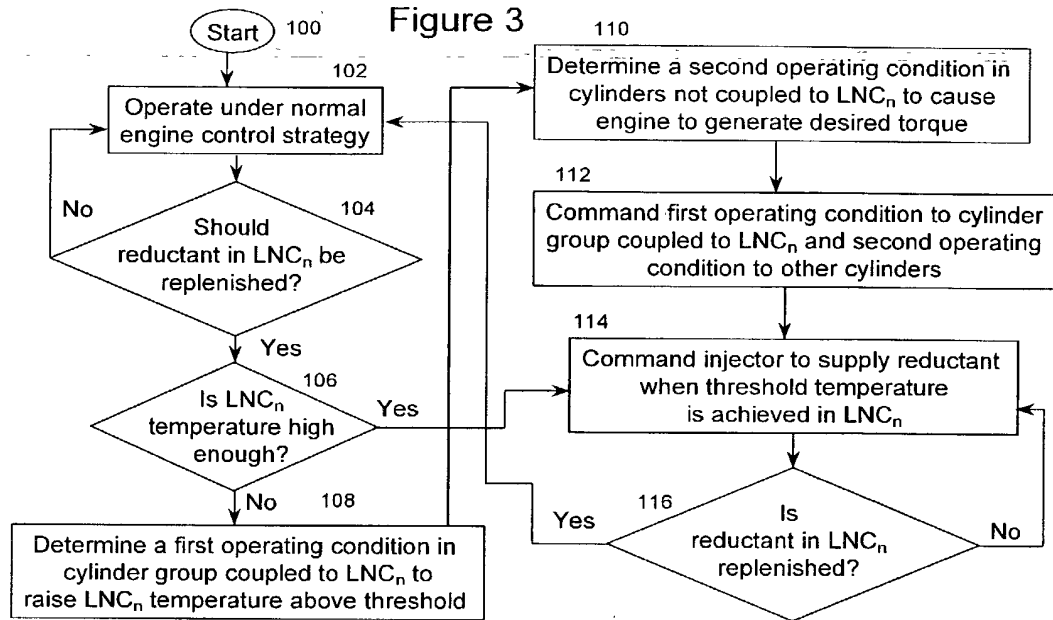 Figure 3
Start 100
102
Operate under normal
engine control strategy
No
104
Should
reductant in LNCn be
replenished?
Yes
106
Is LNCn
temperature high
enough?
Yes
No
108
Determine a first operating condition in
cylinder group coupled to LNCn to
raise LNCn temperature above threshold
110
Determine a second operating condition in
cylinders not coupled to LNCn to cause
engine to generate desired torque
112
Command first operating condition to cylinder
group coupled to LNCn and second operating
condition to other cylinders
114
Command injector to supply reductant
when threshold temperature
is achieved in LNCn
116
Yes
Is
reductant in LNCn
replenished?
No